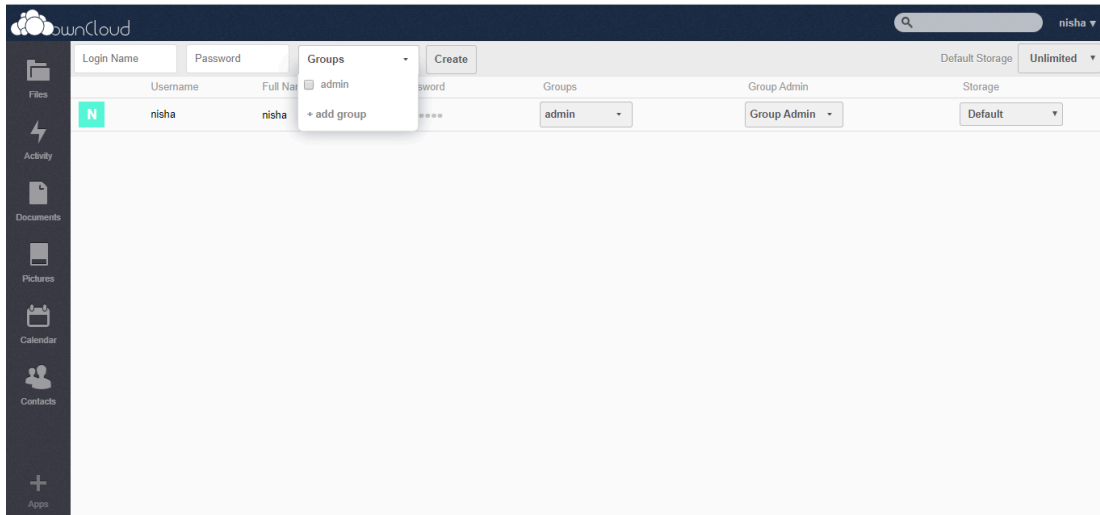 ownCloud
nisha ▾
Login Name Password Groups Create Default Storage Unlimited
admin
+ add group
Username Full Nar sword Groups Group Admin Storage
N nisha nisha admin Group Admin Default
Files
Activity
Documents
Pictures
Calendar
Contacts
Apps